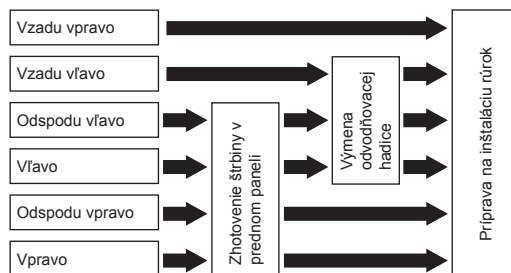 Vzadu vpravo
Vzadu vľavo
Odspodu vľavo
Vľavo
Odspodu vpravo
Vpravo
Zhotovenie štrbiny v
prednom paneli
Výmena
odvodňovacej
hadice
Príprava na inštaláciu rúrok